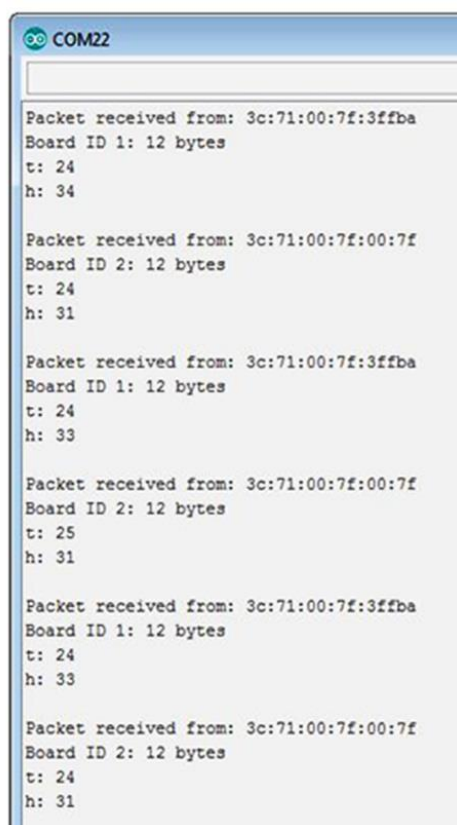 COM22
Packet received from: 3c:71:00:7f:3ffba
Board ID 1: 12 bytes
t: 24
h: 34
Packet received from: 3c:71:00:7f:00:7f
Board ID 2: 12 bytes
t: 24
h: 31
Packet received from: 3c:71:00:7f:3ffba
Board ID 1: 12 bytes
t: 24
h: 33
Packet received from: 3c:71:00:7f:00:7f
Board ID 2: 12 bytes
t: 25
h: 31
Packet received from: 3c:71:00:7f:3ffba
Board ID 1: 12 bytes
t: 24
h: 33
Packet received from: 3c:71:00:7f:00:7f
Board ID 2: 12 bytes
t: 24
h: 31